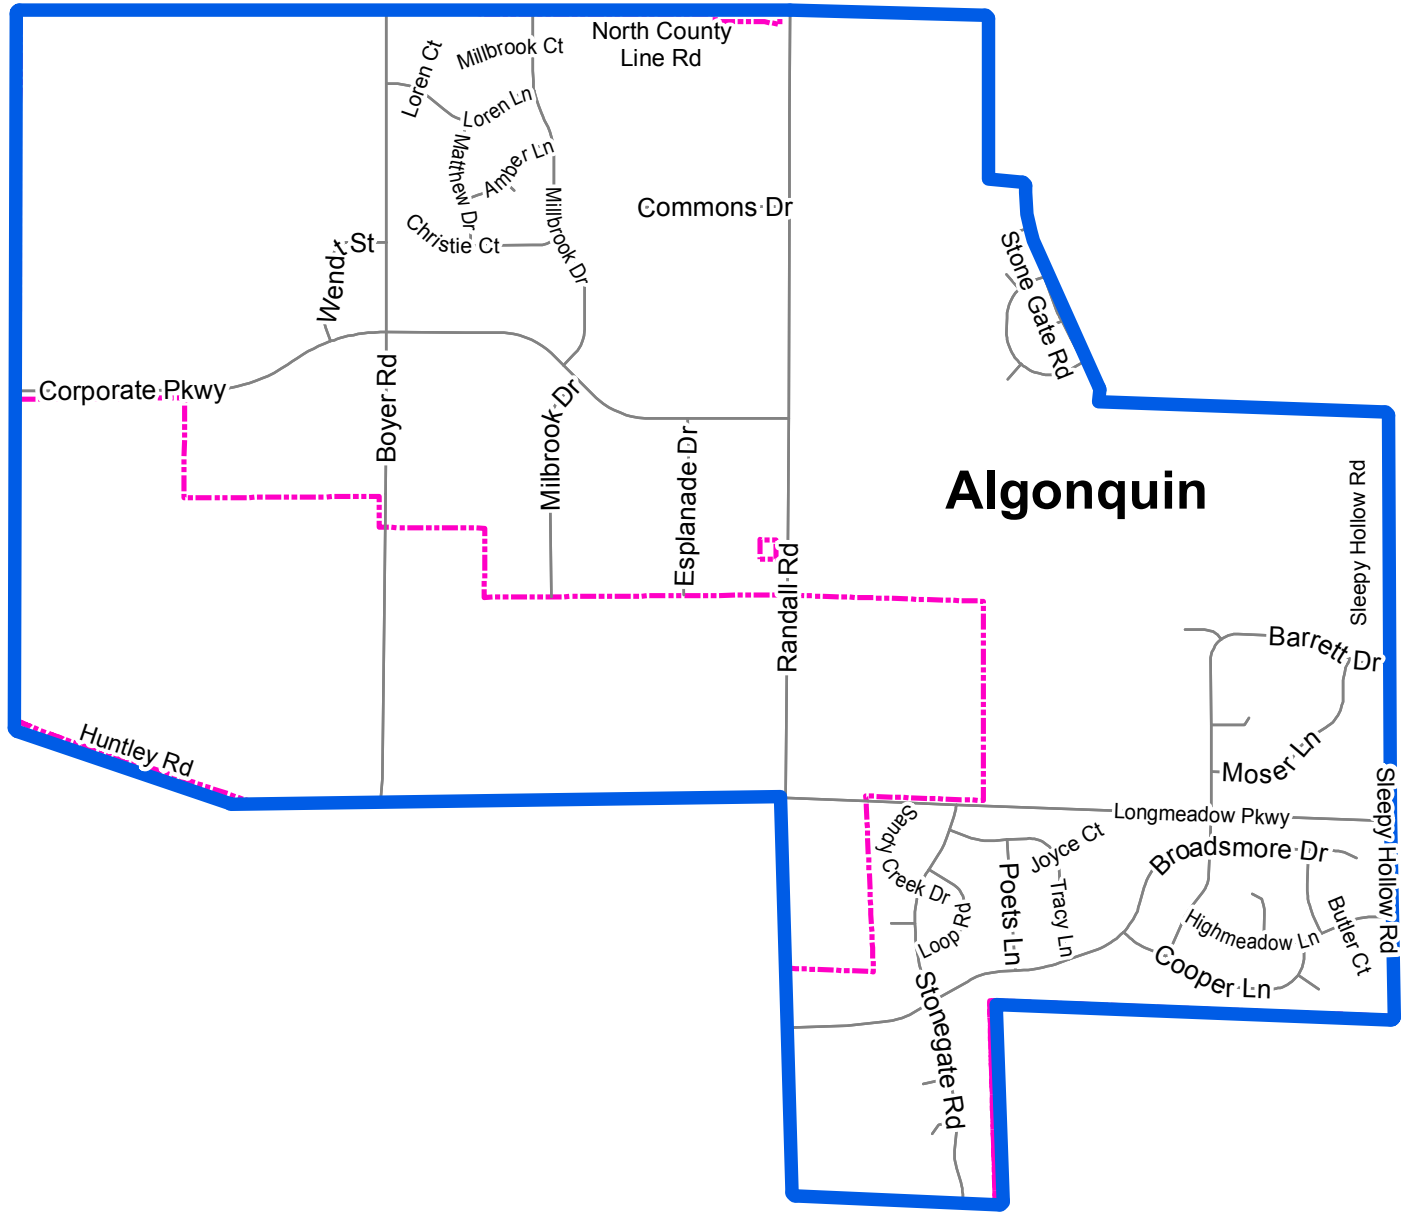 North County
Line Rd
Millbrook Ct
Loren Ct
Loren Ln
Matthew Dr
Amber Ln
Millbrook Dr
Christie Ct
Commons Dr
Wendy St
Stone Gate Rd
Corporate Pkwy
Boyer Rd
Milbrook Dr
Esplanade Dr
Algonquin
Sleepy Hollow Rd
Randall Rd
Barrett Dr
Huntley Rd
Moser Ln
Longmeadow Pkwy
Sleepy Hollow Rd
Sandy Creek Dr
Joyce Ct
Broadsmore Dr
Poets Ln
Tracy Ln
Loop Rd
Highmeadow Ln
Butler Ct
Cooper Ln
Stonegate Rd